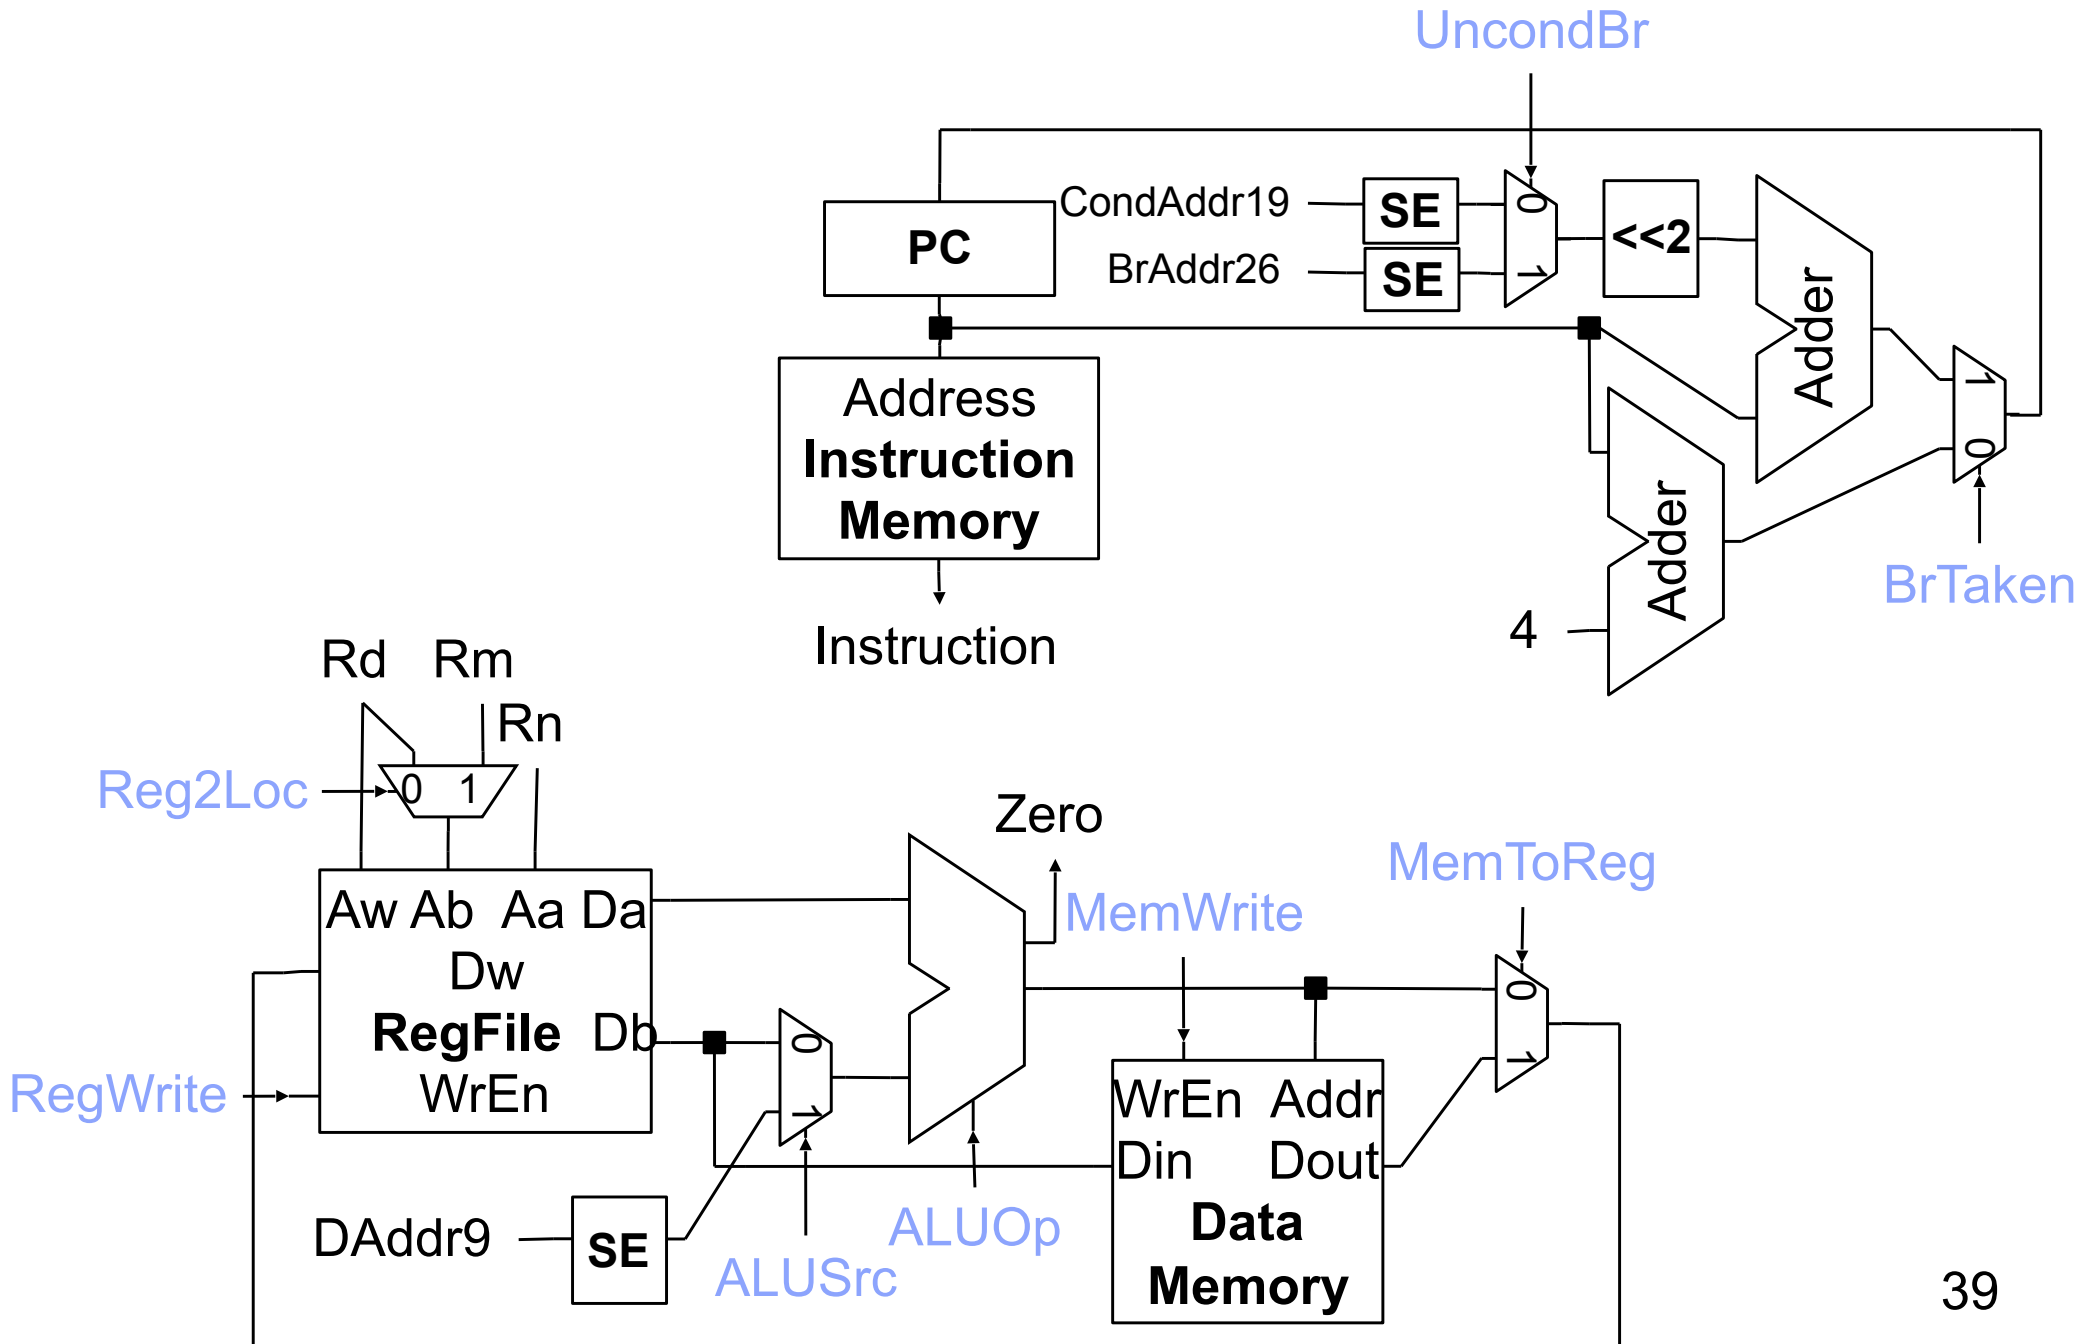 UncondBr
CondAddr19
SE
0
<<2
PC
BrAddr26
SE
1
Adder
1
Address
0
Instruction
Memory
Adder
BrTaken
4
Instruction
Rd Rm
Rn
Reg2Loc
0 1
Zero
MemToReg
Aw Ab Aa Da
MemWrite
Dw
0
RegFile Db
0
1
RegWrite
WrEn
1
WrEn Addr
Din Dout
DAddr9
SE
ALUOp
Data
ALUSrc
Memory
39